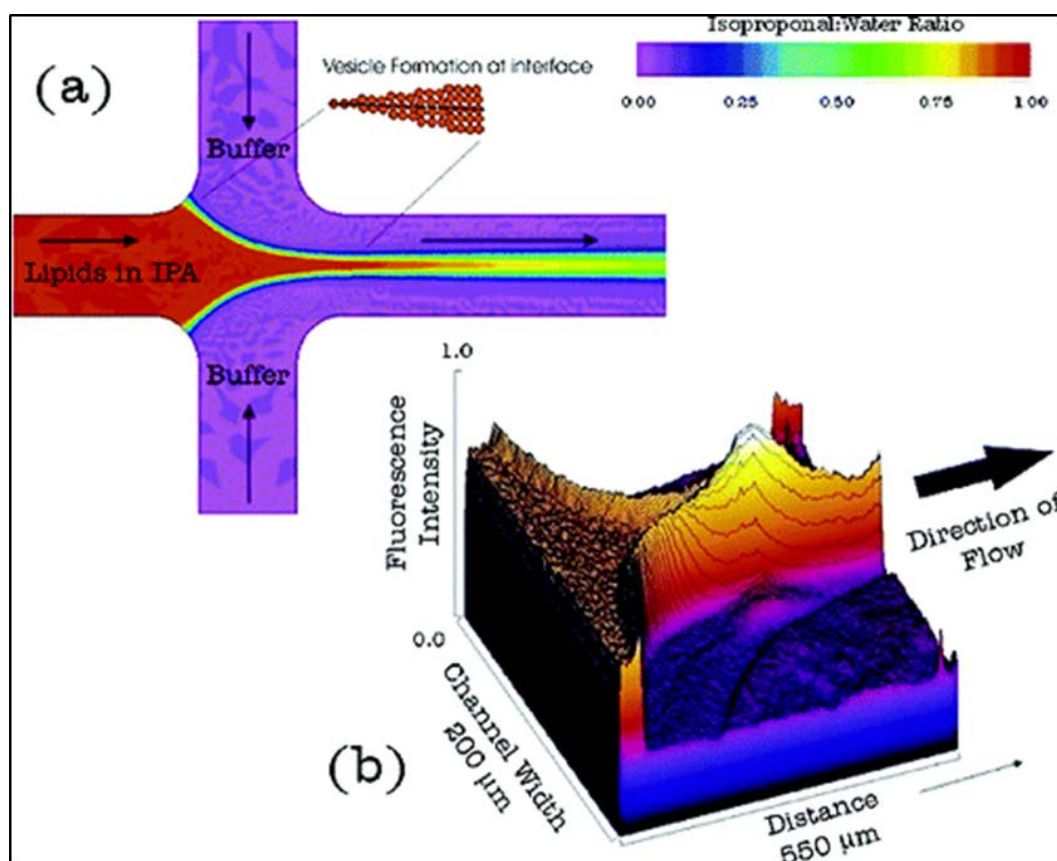 (a)
Isoproponal:Water Ratio
0.00 0.25 0.50 0.75 1.00
Vesicle Formation at interface
Buffer
Lipids in IPA
Buffer
1.0
Fluorescence
Intensity
0.0
Direction of
Flow
Channel Width
200 μm
(b)
Distance
550 μm